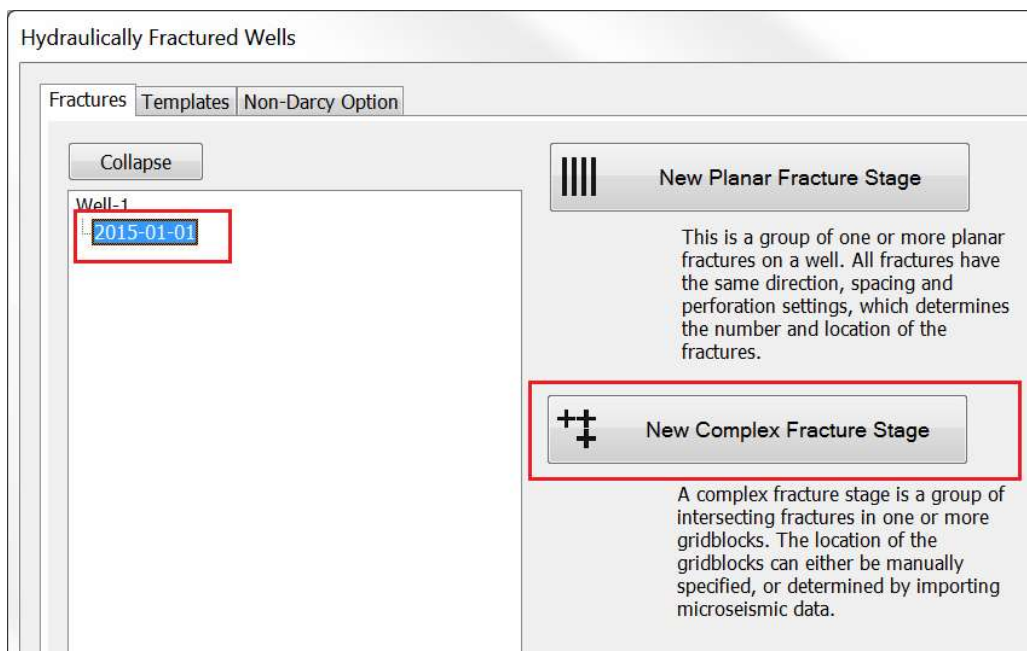 Hydraulically Fractured Wells
Fractures Templates Non-Darcy Option
Collapse
Well-1
2015-01-01
New Planar Fracture Stage
This is a group of one or more planar
fractures on a well. All fractures have
the same direction, spacing and
perforation settings, which determines
the number and location of the
fractures.
New Complex Fracture Stage
A complex fracture stage is a group of
intersecting fractures in one or more
gridblocks. The location of the
gridblocks can either be manually
specified, or determined by importing
microseismic data.